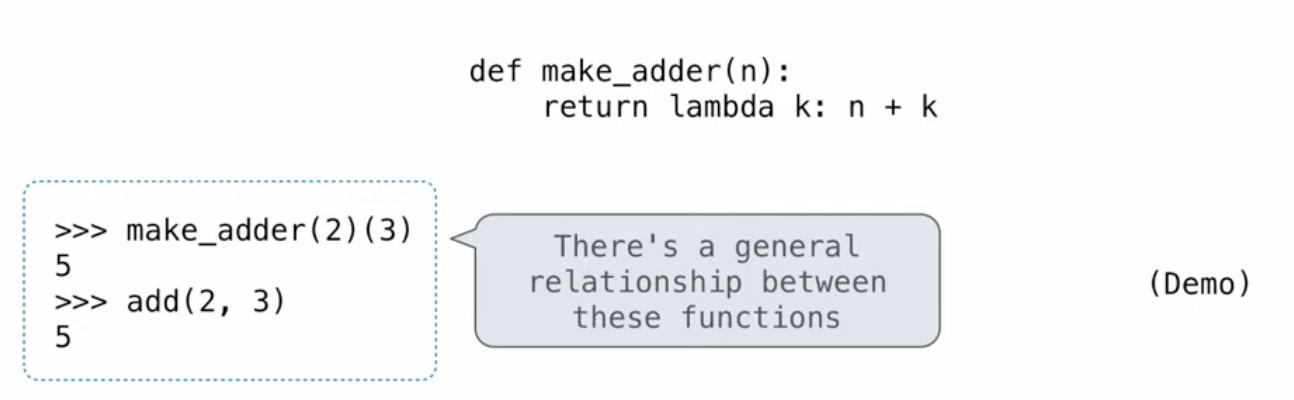 def make_adder(n):
    return lambda k: n + k
>>> make_adder(2)(3)
5
>>> add(2, 3)
5
There's a general
relationship between
these functions
(Demo)